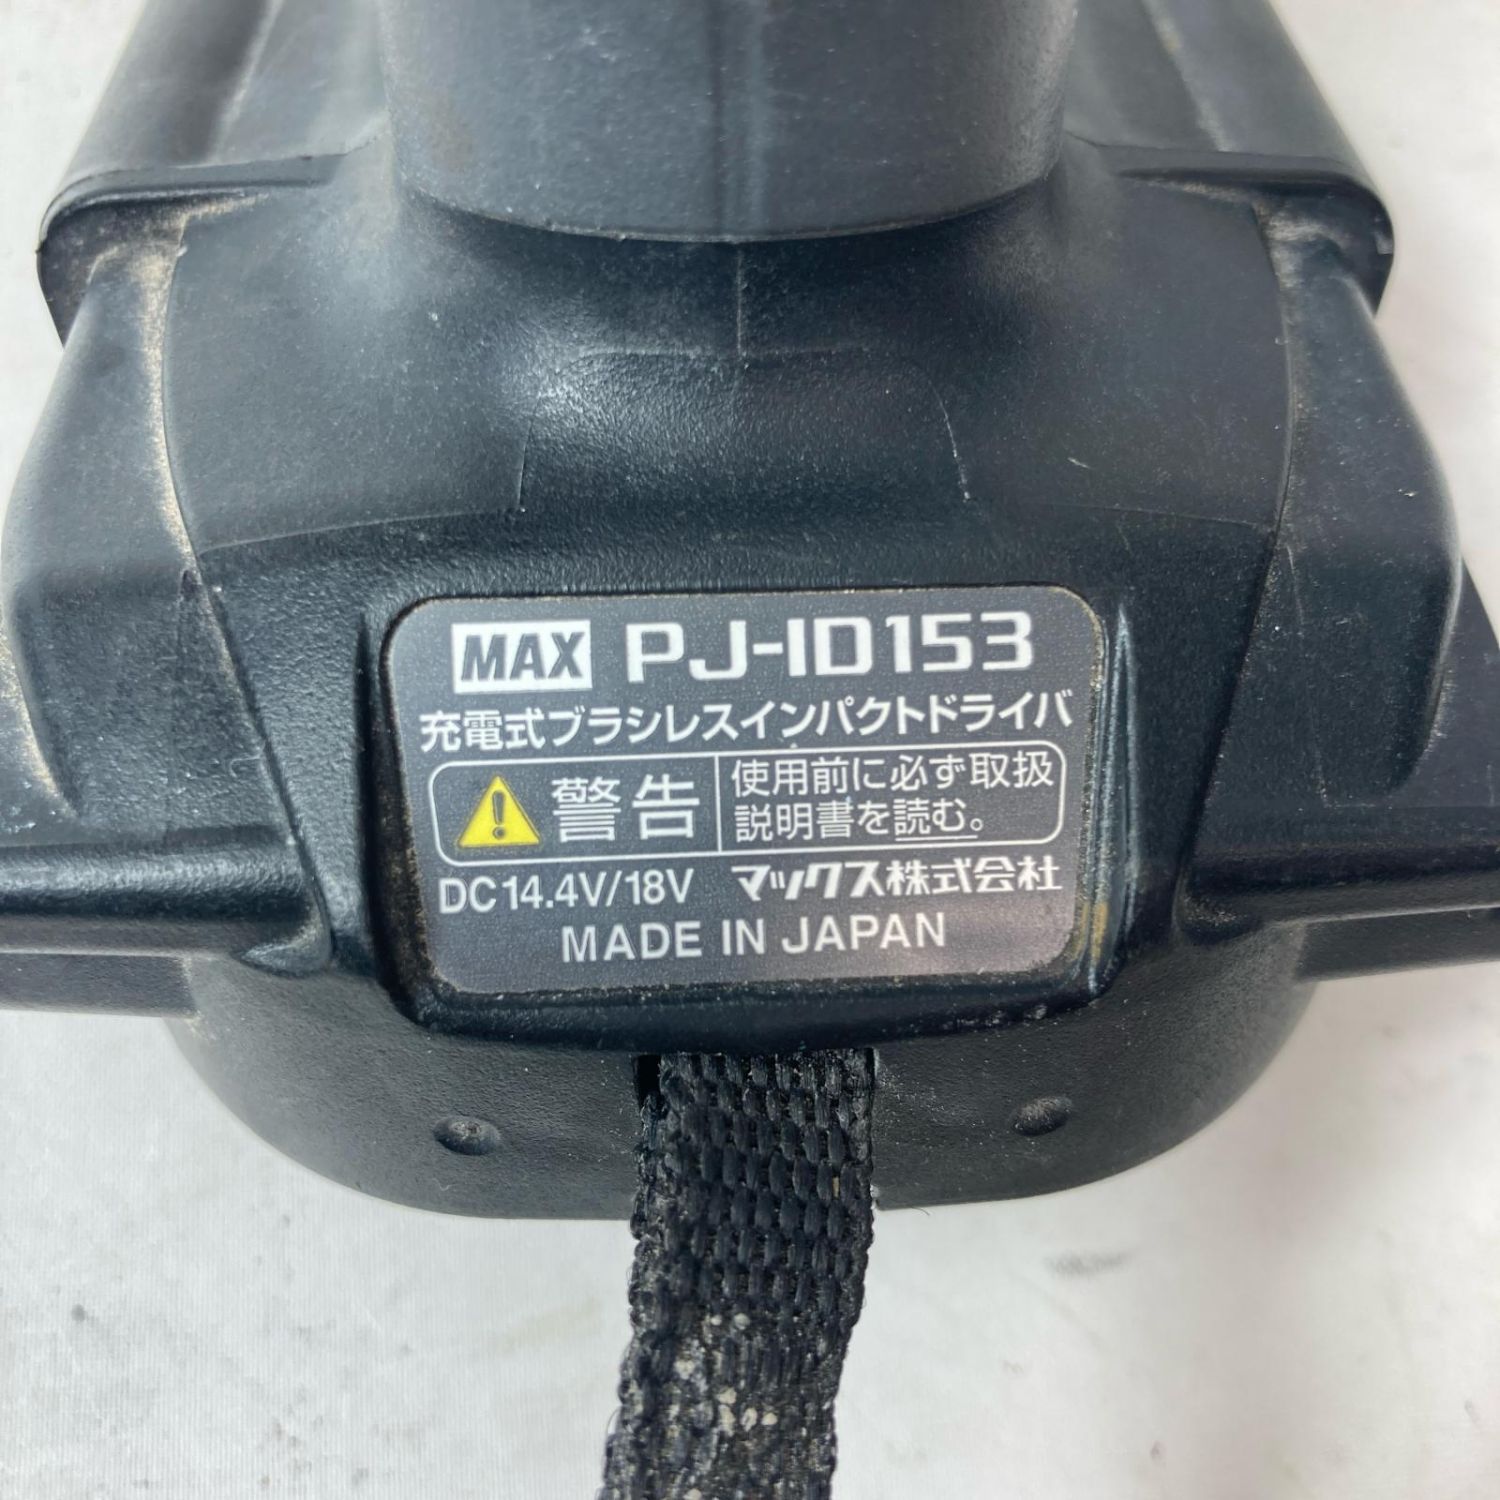 MAX PJ-ID153
充電式ブラシレスインパクトドライバ
警告
使用前に必ず取扱
説明書を読む。
DC14.4V/18V マックス株式会社
MADE IN JAPAN